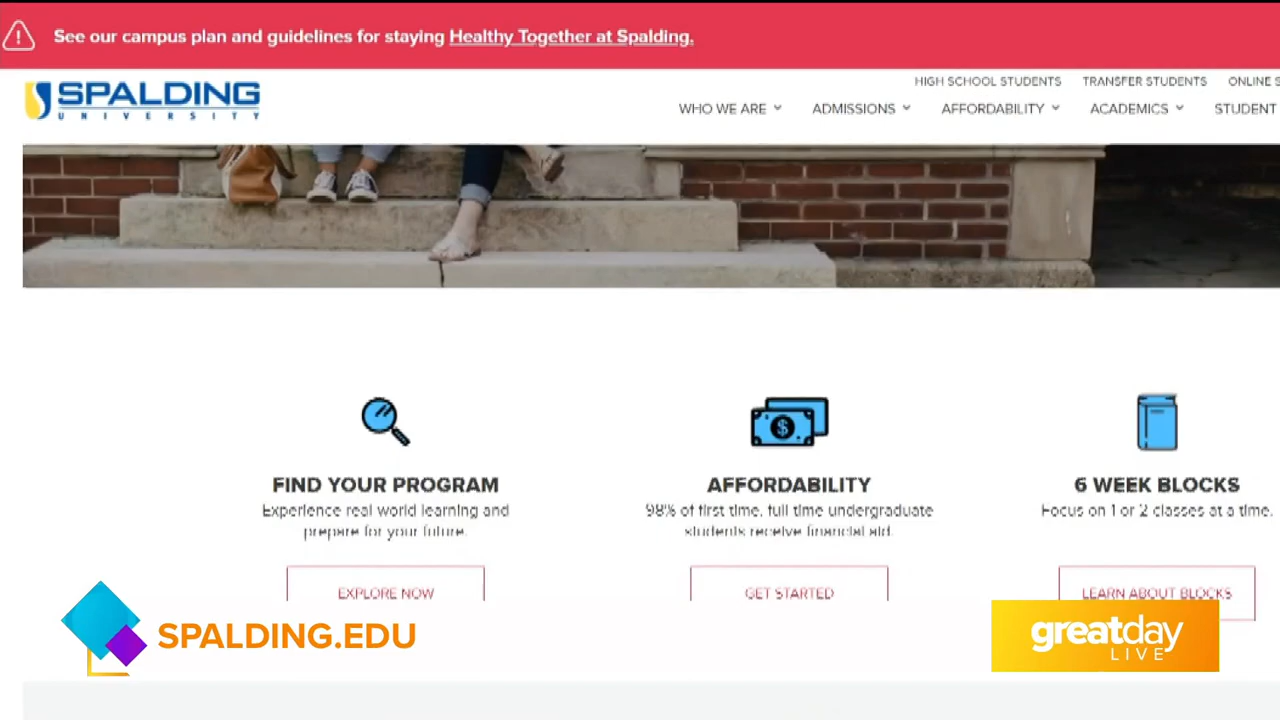 See our campus plan and guidelines for staying Healthy Together at Spalding.
SPALDING
UNIVERSITY
HIGH SCHOOL STUDENTS TRANSFER STUDENTS ONLINE S
WHO WE ARE ADMISSIONS AFFORDABILITY ACADEMICS STUDENT
FIND YOUR PROGRAM
Experience real world learning and
prepare for your future.
EXPLORE NOW
AFFORDABILITY
98% of first time, full time undergraduate
students receive financial aid.
GET STARTED
6 WEEK BLOCKS
Focus on 1 or 2 classes at a time.
LEARN ABOUT BLOCKS
SPALDING.EDU
greatday
LIVE